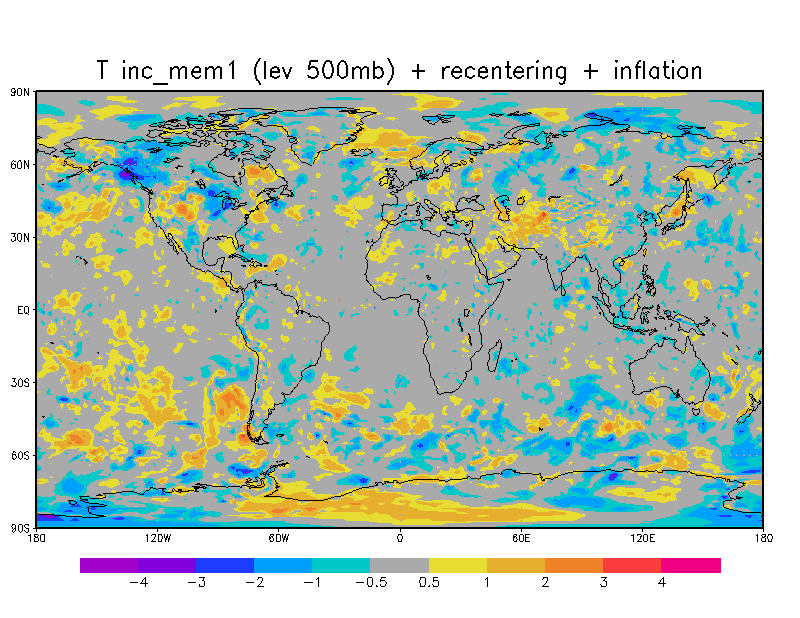 T inc_mem1 (lev 500mb) + recentering + inflation
90N
60N
30N
EQ
30S
60S
90S
180 120W 60W 0 60E 120E 180
-4 -3 -2 -1 -0.5 0.5 1 2 3 4